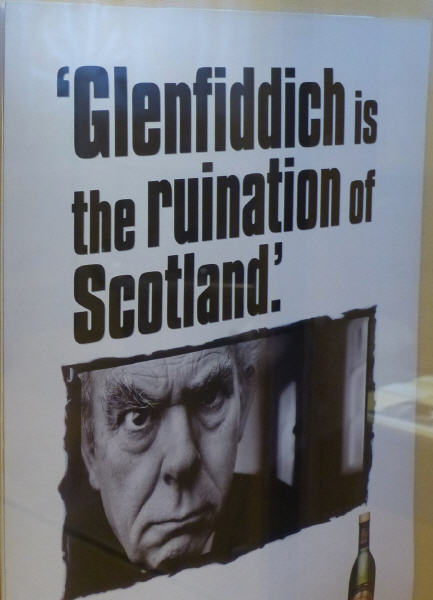 'Glenfiddich is
the ruination of
Scotland.'